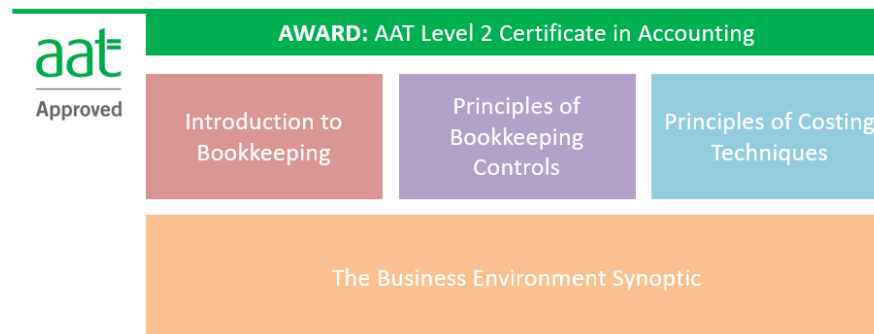 aat
Approved
AWARD: AAT Level 2 Certificate in Accounting
Introduction to
Bookkeeping
Principles of
Bookkeeping
Controls
Principles of Costing
Techniques
The Business Environment Synoptic